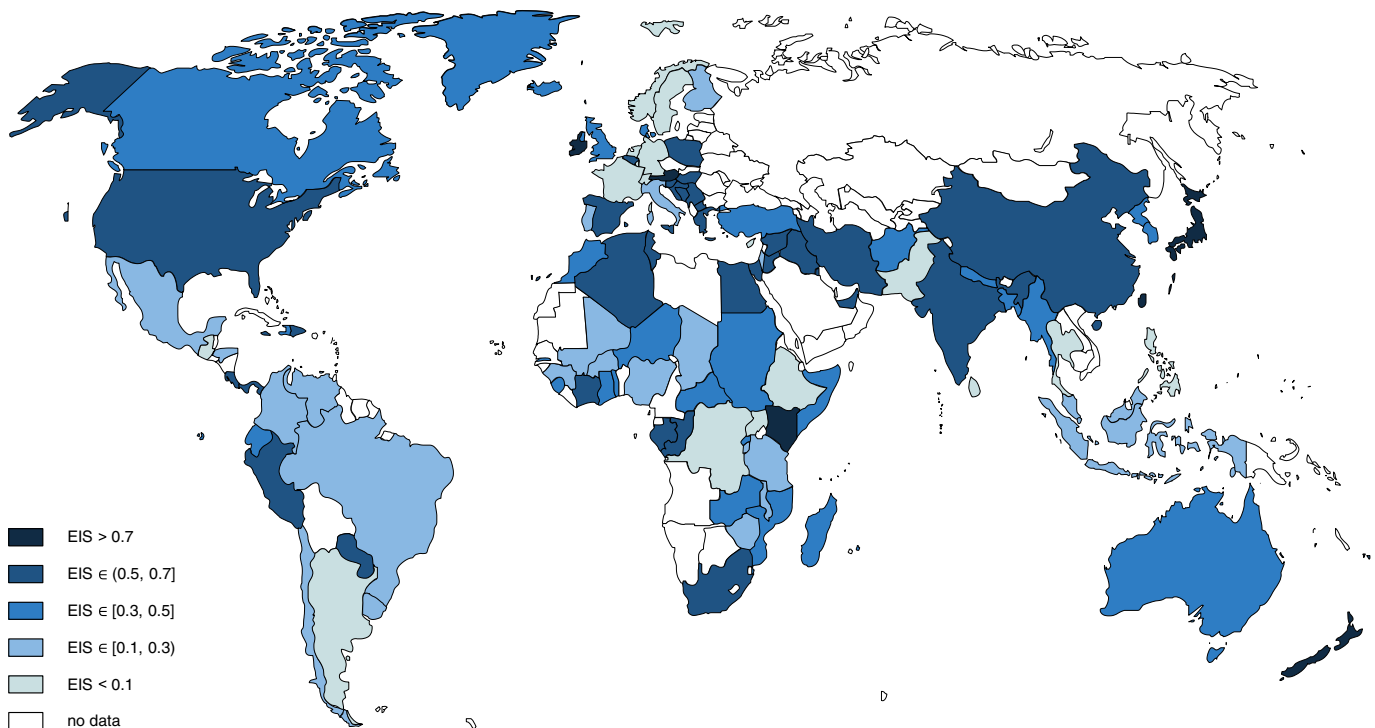 EIS > 0.7
EIS ∈ (0.5, 0.7]
EIS ∈ [0.3, 0.5]
EIS ∈ [0.1, 0.3)
EIS < 0.1
no data